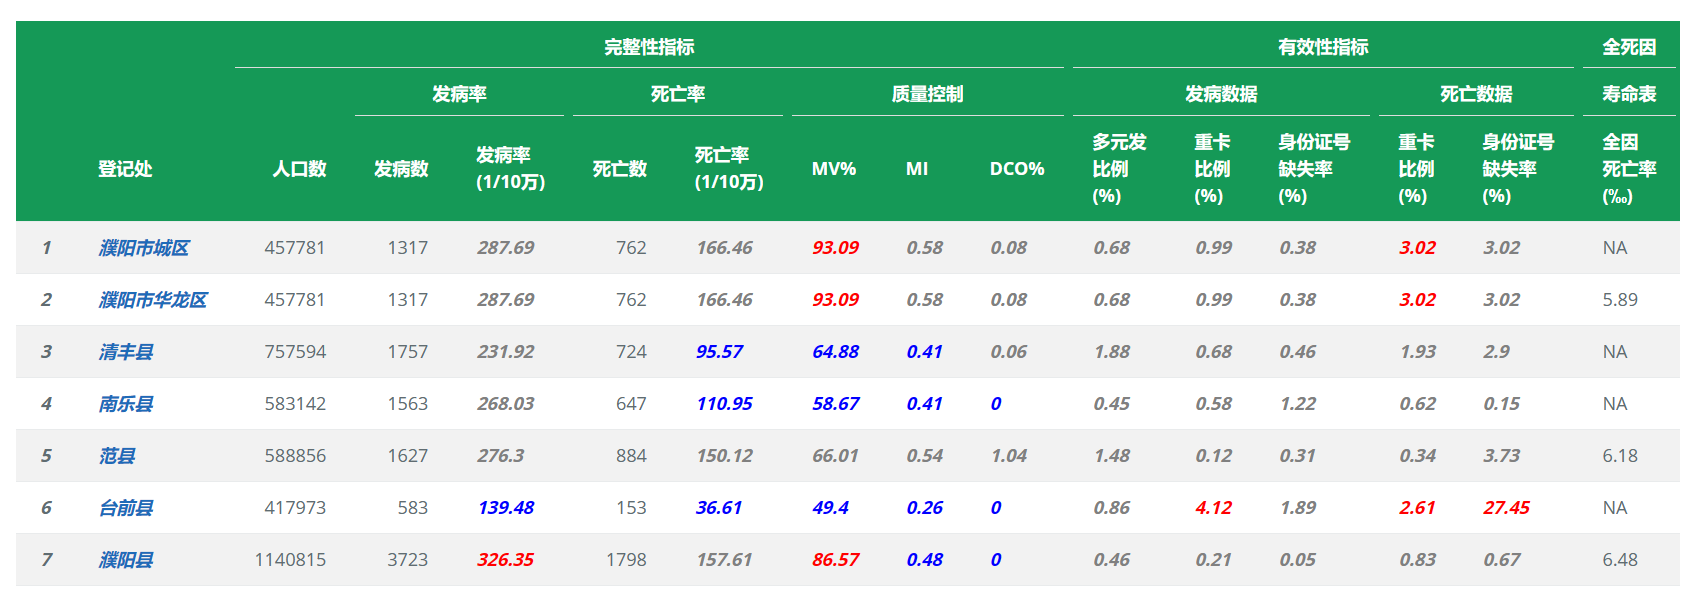 完整性指标 有效性指标 全死因
发病率 死亡率 质量控制 发病数据 死亡数据 寿命表
登记处 人口数 发病数 发病率 (1/10万) 死亡数 死亡率 (1/10万) MV% MI DCO% 多元发比例 (%) 重卡比例 (%) 身份证号缺失率 (%) 重卡比例 (%) 身份证号缺失率 (%) 全因死亡率 (‰)
1 濮阳市城区 457781 1317 287.69 762 166.46 93.09 0.58 0.08 0.68 0.99 0.38 3.02 3.02 NA
2 濮阳市华龙区 457781 1317 287.69 762 166.46 93.09 0.58 0.08 0.68 0.99 0.38 3.02 3.02 5.89
3 清丰县 757594 1757 231.92 724 95.57 64.88 0.41 0.06 1.88 0.68 0.46 1.93 2.9 NA
4 南乐县 583142 1563 268.03 647 110.95 58.67 0.41 0 0.45 0.58 1.22 0.62 0.15 NA
5 范县 588856 1627 276.3 884 150.12 66.01 0.54 1.04 1.48 0.12 0.31 0.34 3.73 6.18
6 台前县 417973 583 139.48 153 36.61 49.4 0.26 0 0.86 4.12 1.89 2.61 27.45 NA
7 濮阳县 1140815 3723 326.35 1798 157.61 86.57 0.48 0 0.46 0.21 0.05 0.83 0.67 6.48